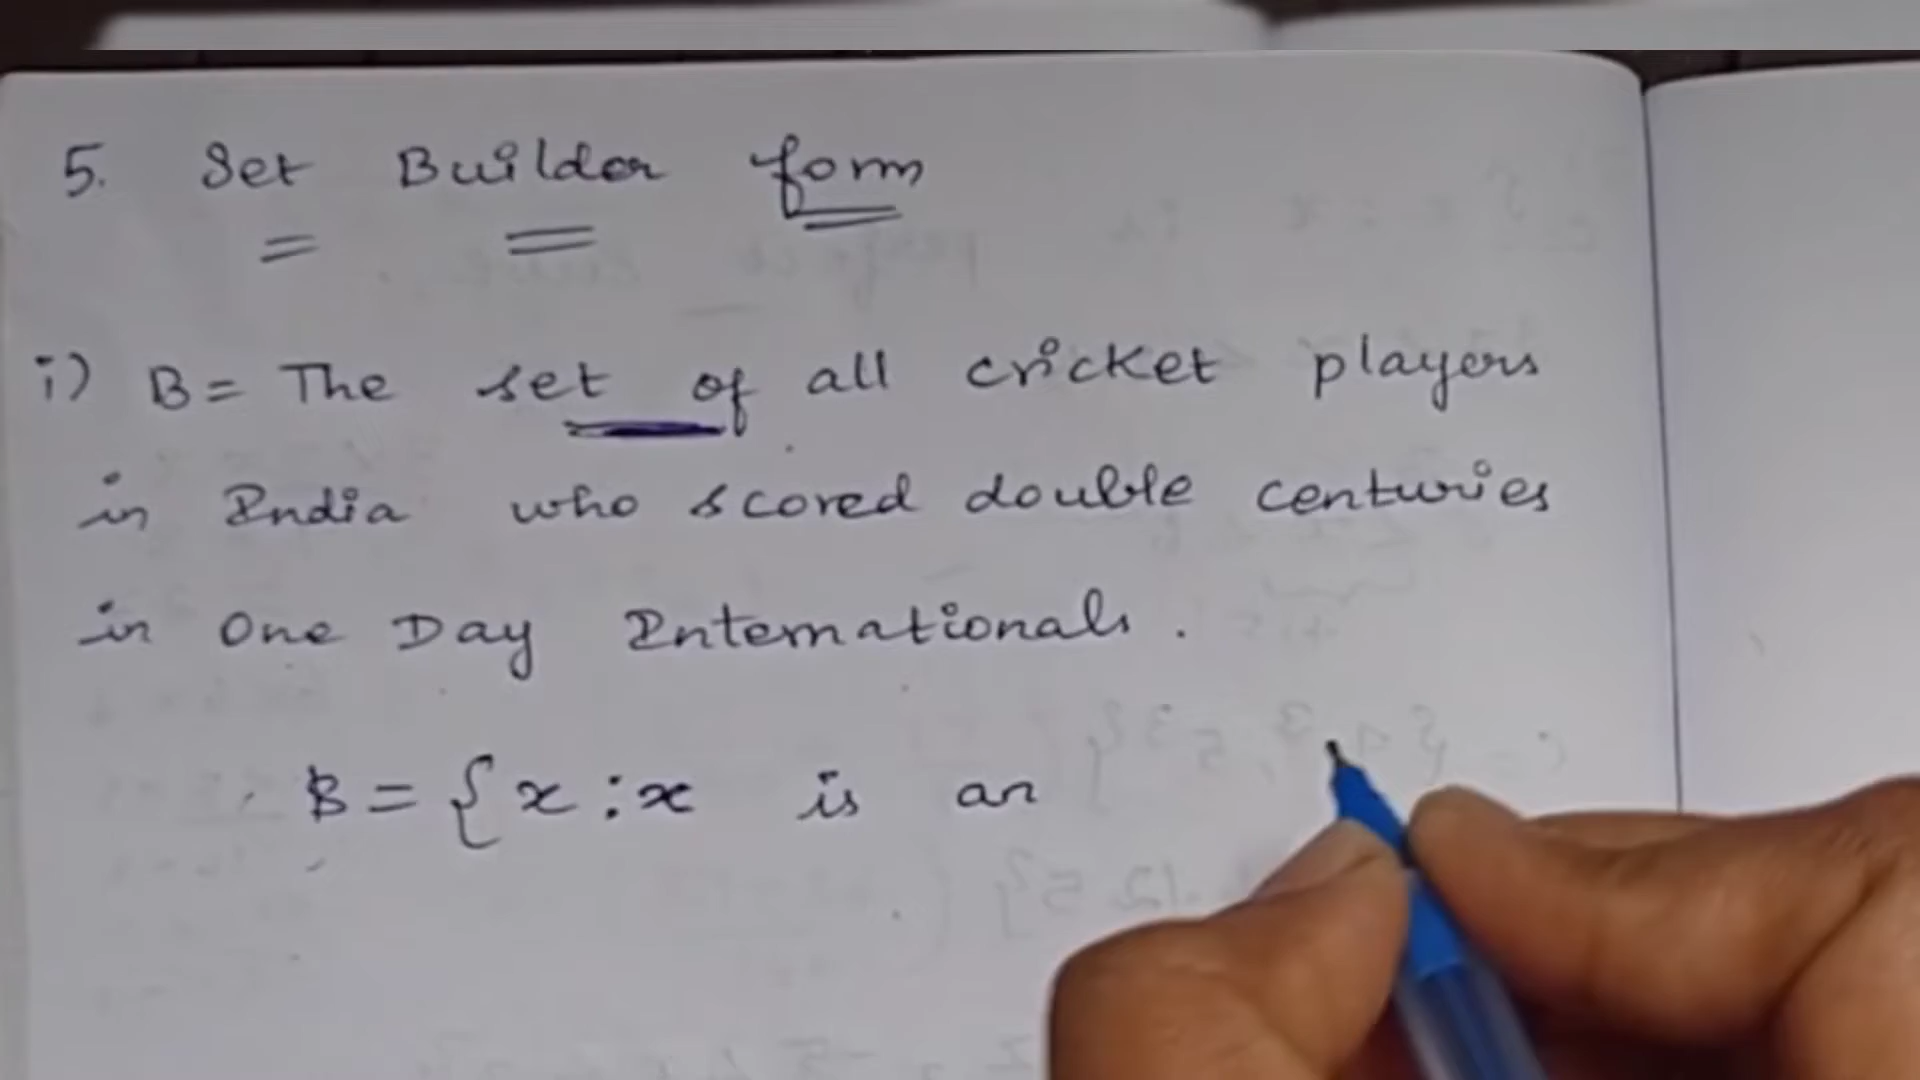 5. Set Builder form
i) B = The set of all cricket players
in India who scored double centuries
in One Day Internationals.
B = {x : x is an